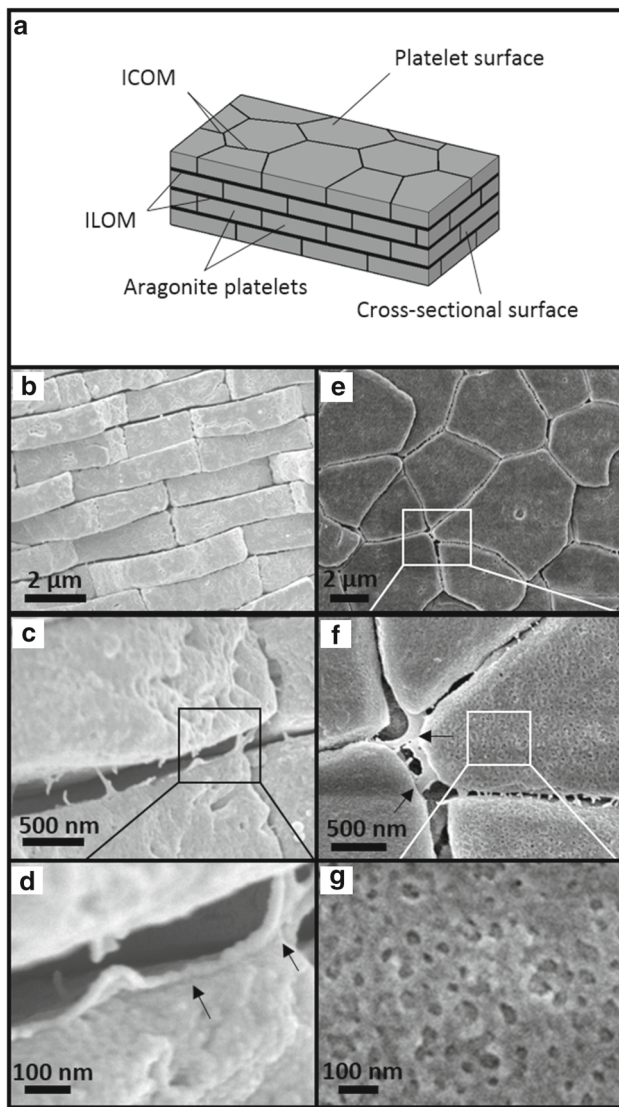 a
Platelet surface
ICOM
ILOM
Aragonite platelets
Cross-sectional surface
b
2 µm
e
2 µm
c
500 nm
f
500 nm
d
100 nm
g
100 nm